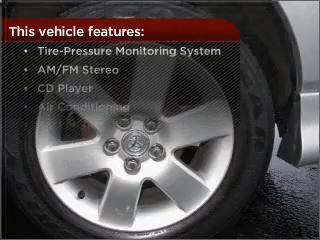 This vehicle features:
• Tire-Pressure Monitoring System
• AM/FM Stereo
• CD Player
• Air Conditioning